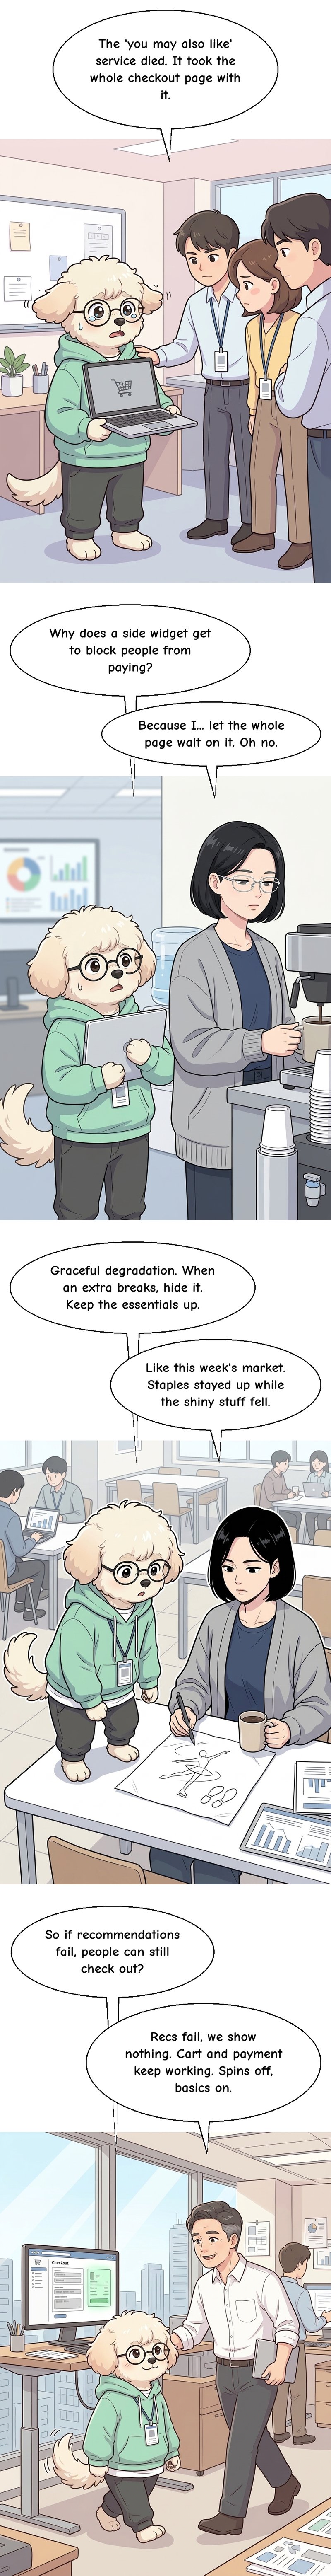 The 'you may also like'
service died. It took the
whole checkout page with
it.
Why does a side widget get
to block people from
paying?
Because I... let the whole
page wait on it. Oh no.
Graceful degradation. When
an extra breaks, hide it.
Keep the essentials up.
Like this week's market.
Staples stayed up while
the shiny stuff fell.
So if recommendations
fail, people can still
check out?
Recs fail, we show
nothing. Cart and payment
keep working. Spins off,
basics on.
Checkout